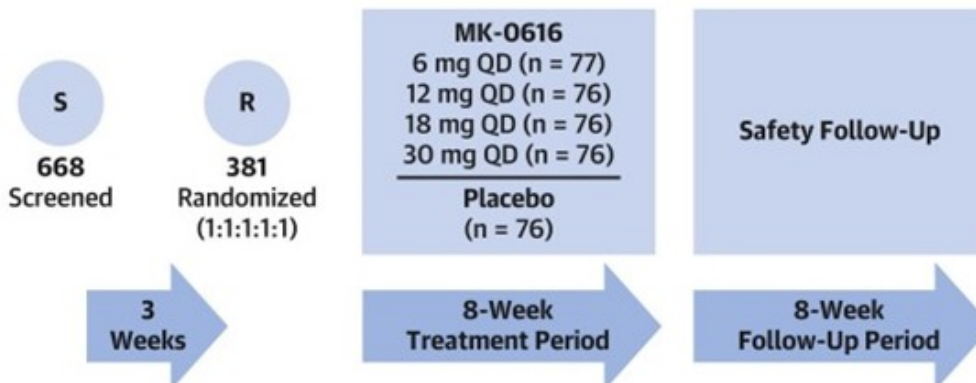 S
668
Screened
R
381
Randomized
(1:1:1:1:1)
MK-0616
6 mg QD (n = 77)
12 mg QD (n = 76)
18 mg QD (n = 76)
30 mg QD (n = 76)
Placebo
(n = 76)
Safety Follow-Up
3
Weeks
8-Week
Treatment Period
8-Week
Follow-Up Period